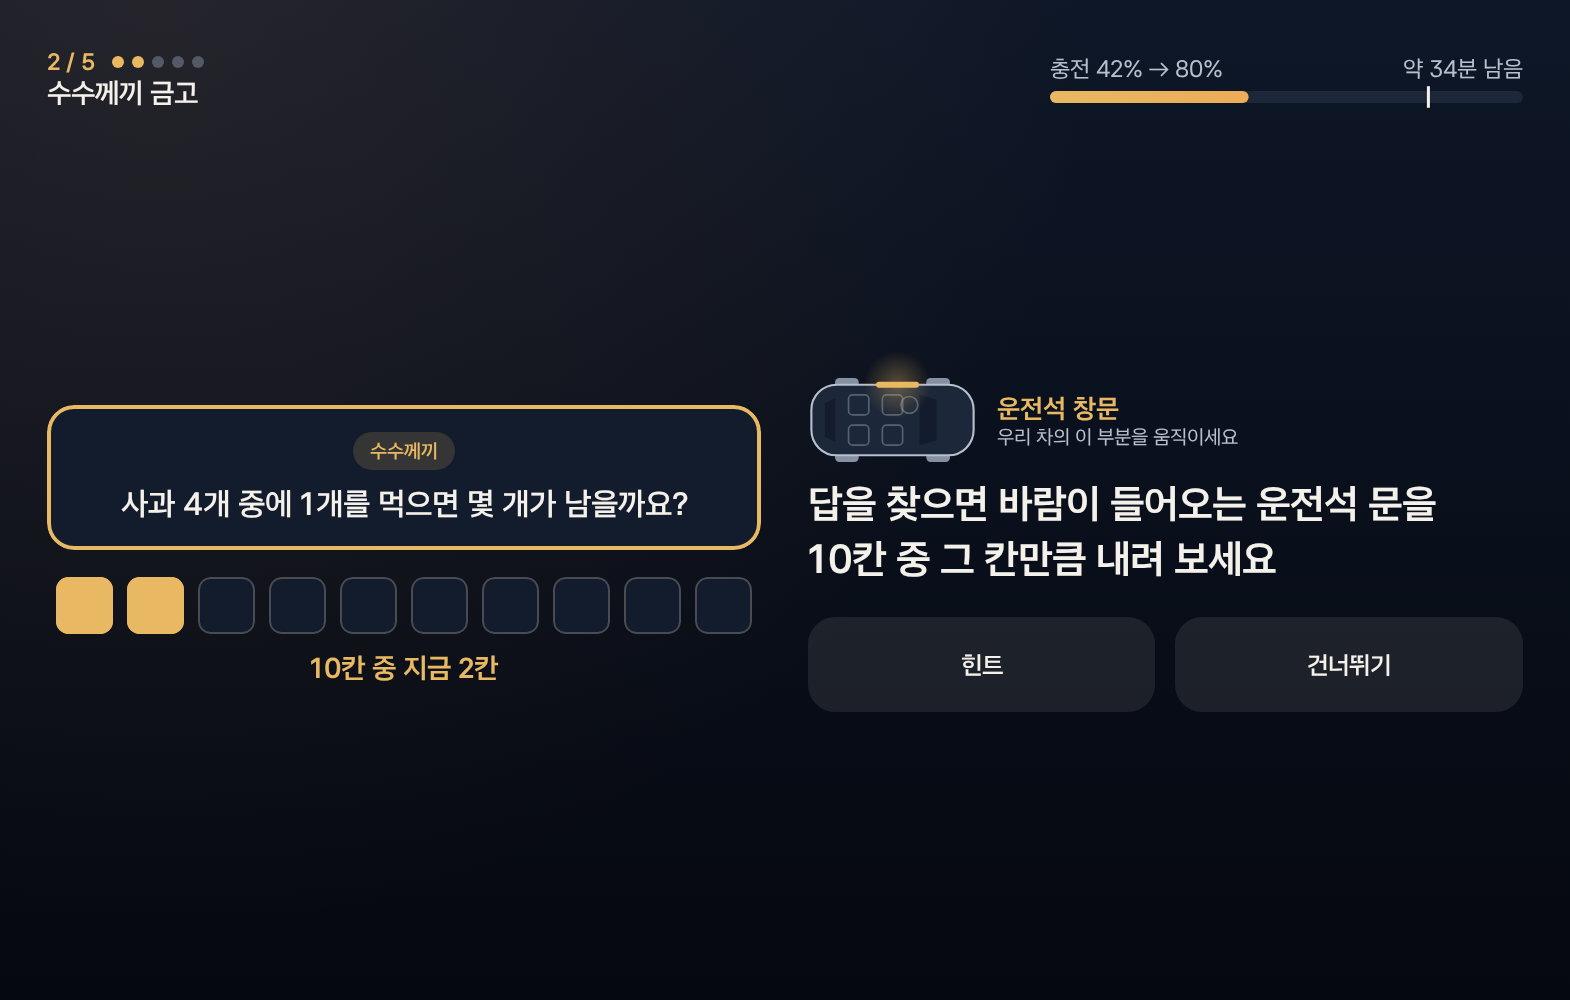 2 / 5
수수께끼 금고
충전 42% → 80%
약 34분 남음
수수께끼
사과 4개 중에 1개를 먹으면 몇 개가 남을까요?
10칸 중 지금 2칸
운전석 창문
우리 차의 이 부분을 움직이세요
답을 찾으면 바람이 들어오는 운전석 문을
10칸 중 그 칸만큼 내려 보세요
힌트
건너뛰기